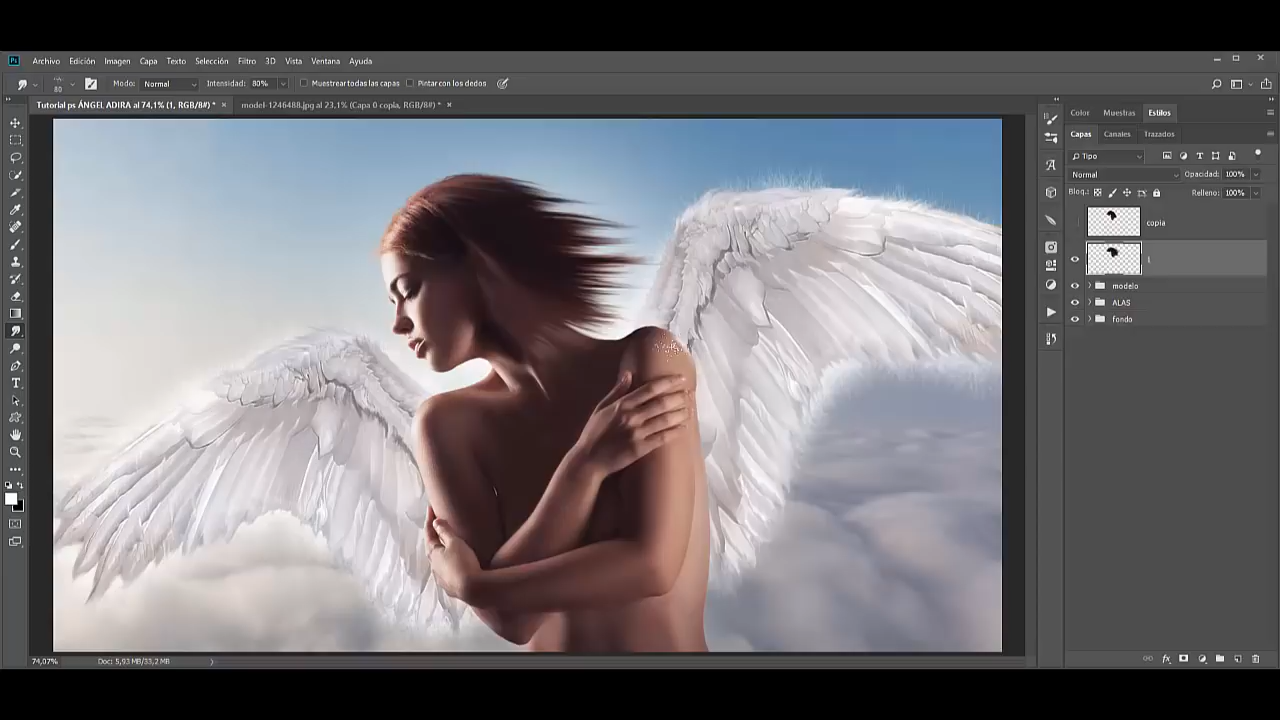 Ps Archivo Edición Imagen Capa Texto Selección Filtro 3D Vista Ventana Ayuda
80 Modo: Normal Intensidad: 80% Muestrear todas las capas Pintar con los dedos
Tutorial ps ÁNGEL ADIRA al 74,1% (1, RGB/8#) * × model-1246488.jpg al 23,1% (Capa 0 copia, RGB/8#) * ×
Color Muestras Estilos
Capas Canales Trazados
Tipo
Normal Opacidad: 100%
Bloq.: Relleno: 100%
copia
1
modelo
ALAS
fondo
74,07% Doc: 5,93 MB/33,2 MB